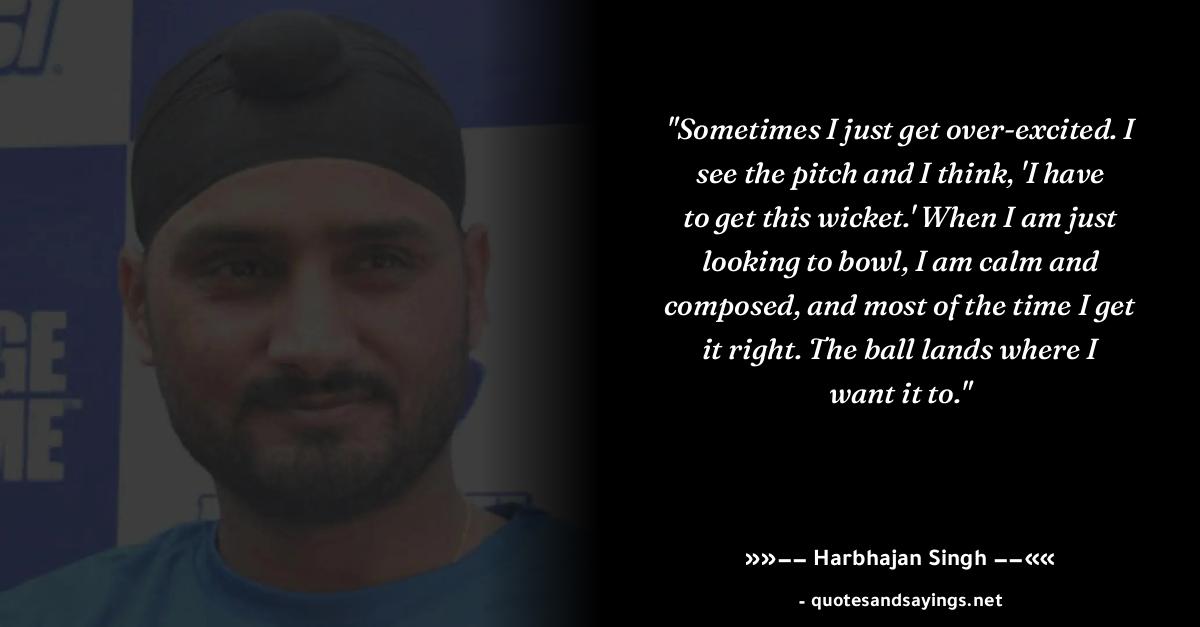 "Sometimes I just get over-excited. I
see the pitch and I think, 'I have
to get this wicket.' When I am just
looking to bowl, I am calm and
composed, and most of the time I get
it right. The ball lands where I
want it to."
»»—— Harbhajan Singh ——««
- quotesandsayings.net